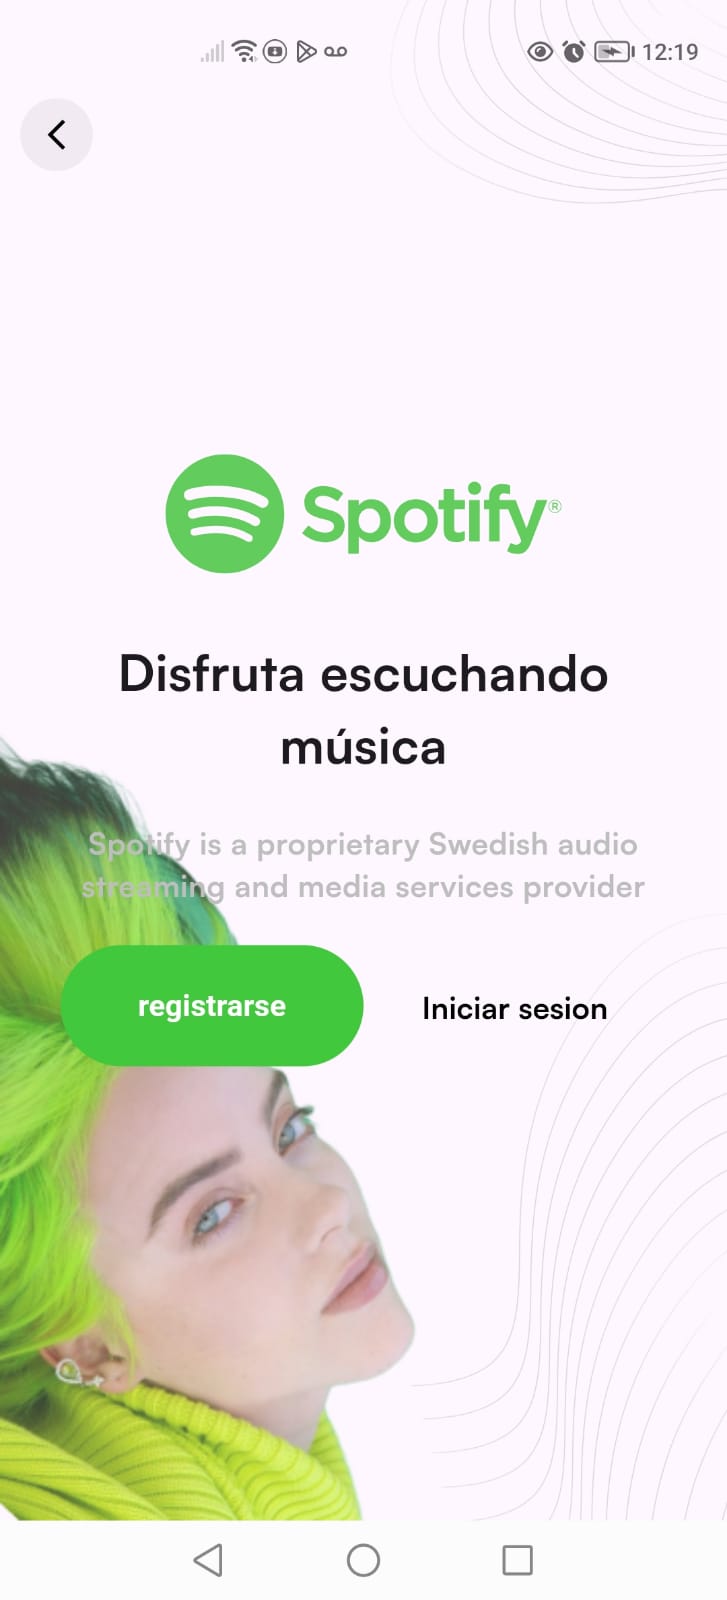 12:19
Spotify®
Disfruta escuchando
música
Spotify is a proprietary Swedish audio
streaming and media services provider
registrarse
Iniciar sesion